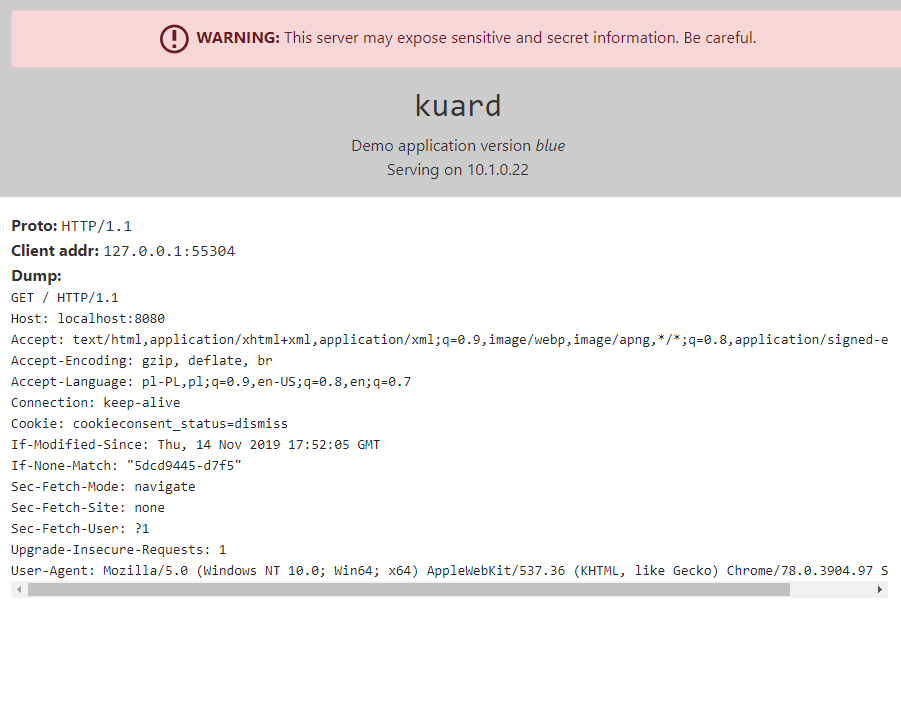 WARNING: This server may expose sensitive and secret information. Be careful.
kuard
Demo application version blue
Serving on 10.1.0.22
Proto: HTTP/1.1
Client addr: 127.0.0.1:55304
Dump:
GET / HTTP/1.1
Host: localhost:8080
Accept: text/html,application/xhtml+xml,application/xml;q=0.9,image/webp,image/apng,*/*;q=0.8,application/signed-e
Accept-Encoding: gzip, deflate, br
Accept-Language: pl-PL,pl;q=0.9,en-US;q=0.8,en;q=0.7
Connection: keep-alive
Cookie: cookieconsent_status=dismiss
If-Modified-Since: Thu, 14 Nov 2019 17:52:05 GMT
If-None-Match: "5dcd9445-d7f5"
Sec-Fetch-Mode: navigate
Sec-Fetch-Site: none
Sec-Fetch-User: ?1
Upgrade-Insecure-Requests: 1
User-Agent: Mozilla/5.0 (Windows NT 10.0; Win64; x64) AppleWebKit/537.36 (KHTML, like Gecko) Chrome/78.0.3904.97 S